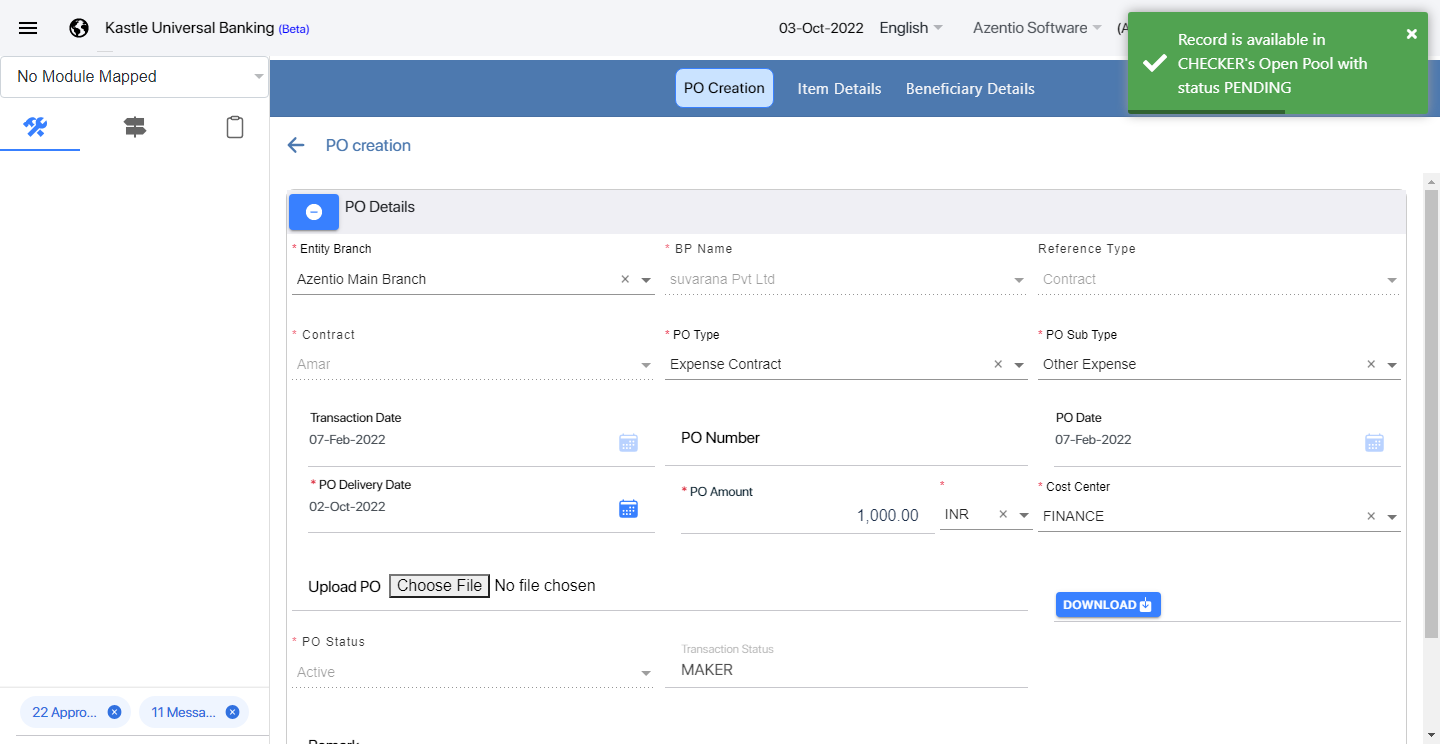 Kastle Universal Banking (Beta)
03-Oct-2022 English Azentio Software (A
Record is available in
CHECKER's Open Pool with
status PENDING
No Module Mapped
PO Creation Item Details Beneficiary Details
PO creation
PO Details
* Entity Branch * BP Name Reference Type
Azentio Main Branch suvarana Pvt Ltd Contract
* Contract * PO Type * PO Sub Type
Amar Expense Contract Other Expense
Transaction Date PO Date
07-Feb-2022 PO Number 07-Feb-2022
* PO Delivery Date * PO Amount * * Cost Center
02-Oct-2022 1,000.00 INR FINANCE
Upload PO Choose File No file chosen
DOWNLOAD
* PO Status Transaction Status
Active MAKER
22 Appro... 11 Messa...
Remark